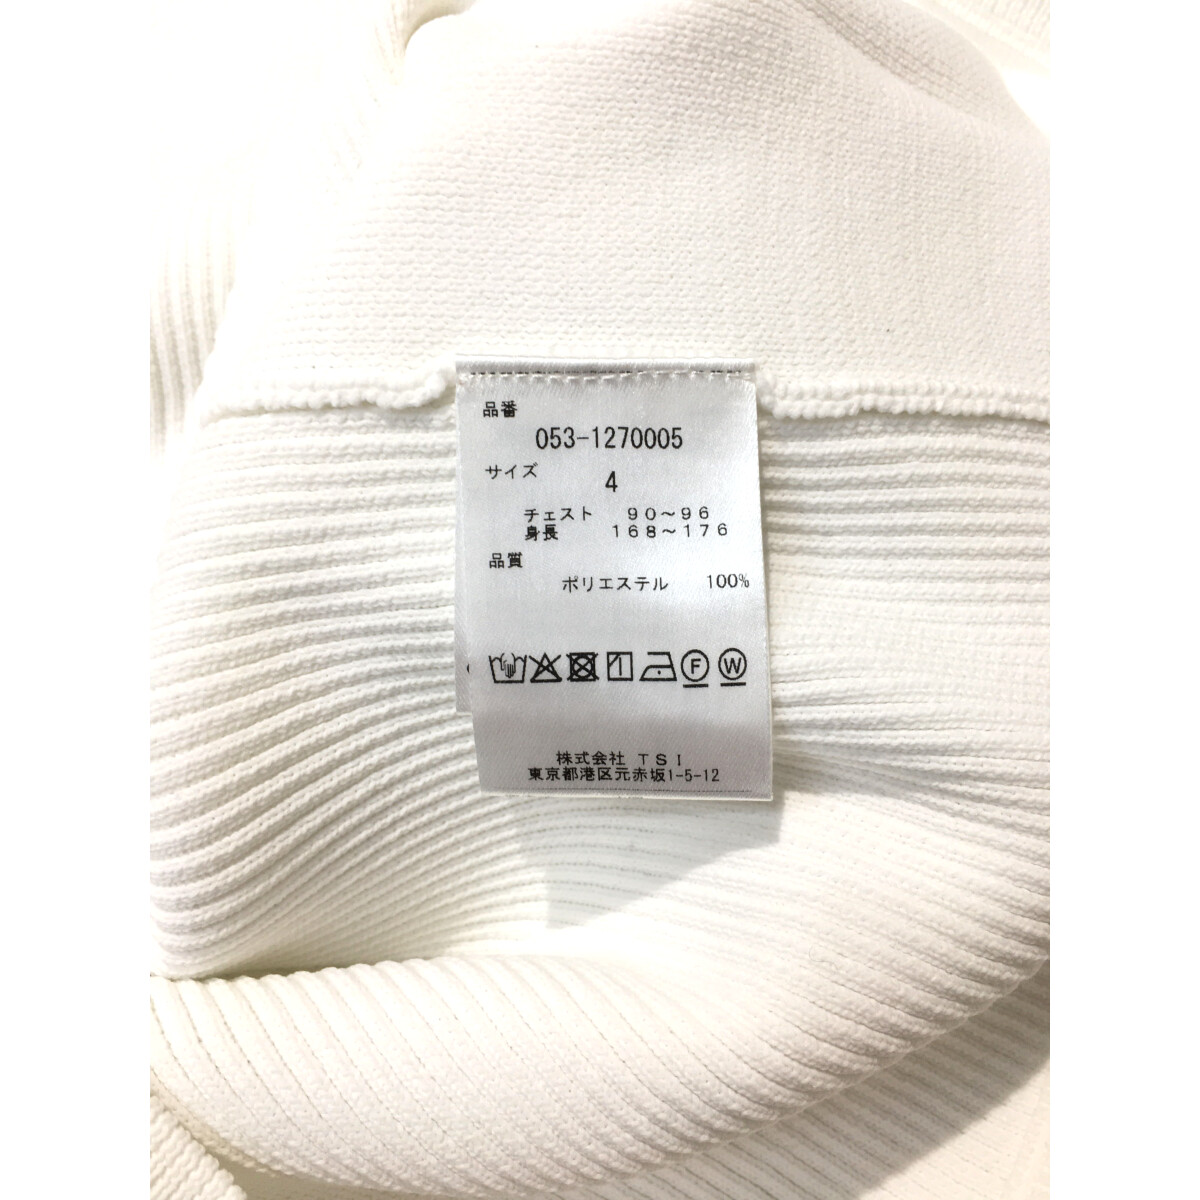 品番
053-1270005
サイズ
4
チェスト 90~96
身長 168~176
品質
ポリエステル 100%
F W
株式会社 TSI
東京都港区元赤坂1-5-12